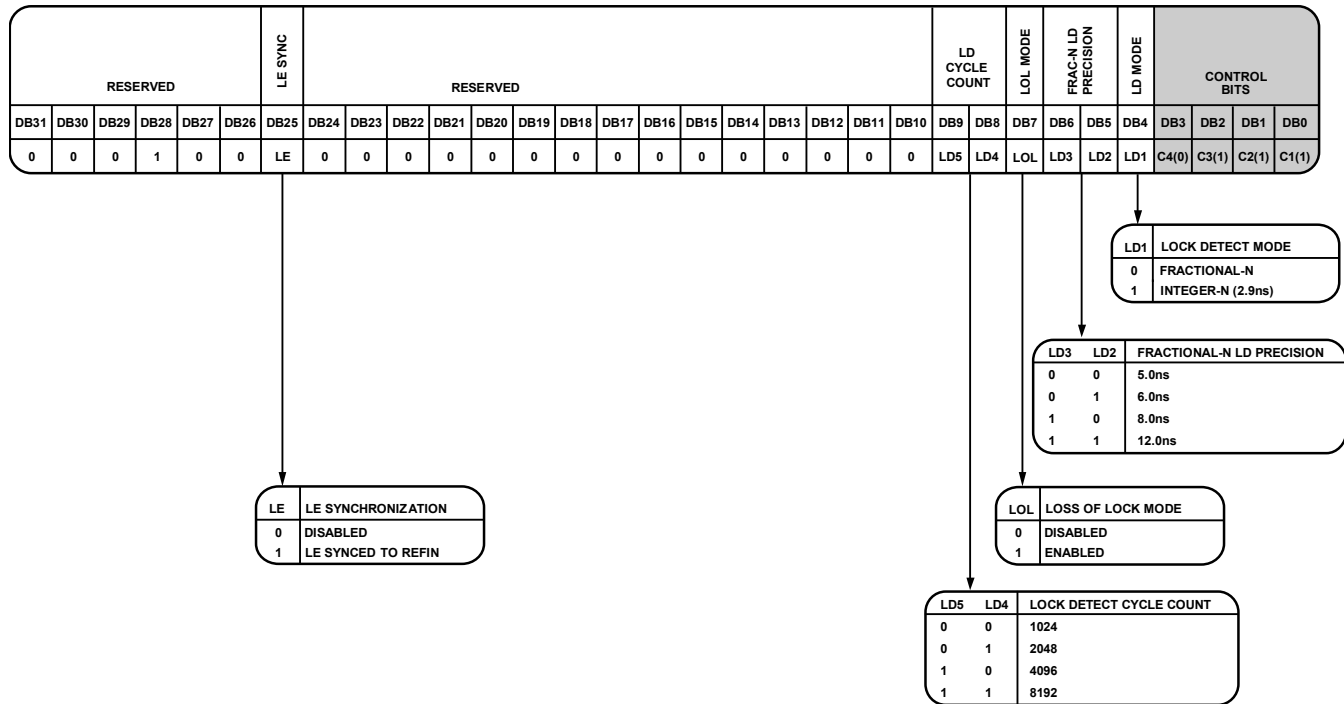 RESERVED
LE SYNC
RESERVED
LD
CYCLE
COUNT
LOL MODE
FRAC-N LD
PRECISION
LD MODE
CONTROL
BITS
DB31 DB30 DB29 DB28 DB27 DB26 DB25 DB24 DB23 DB22 DB21 DB20 DB19 DB18 DB17 DB16 DB15 DB14 DB13 DB12 DB11 DB10 DB9 DB8 DB7 DB6 DB5 DB4 DB3 DB2 DB1 DB0
0 0 0 1 0 0 LE 0 0 0 0 0 0 0 0 0 0 0 0 0 0 0 LD5 LD4 LOL LD3 LD2 LD1 C4(0) C3(1) C2(1) C1(1)
LD1 LOCK DETECT MODE
0 FRACTIONAL-N
1 INTEGER-N (2.9ns)
LD3 LD2 FRACTIONAL-N LD PRECISION
0 0 5.0ns
0 1 6.0ns
1 0 8.0ns
1 1 12.0ns
LE LE SYNCHRONIZATION
0 DISABLED
1 LE SYNCED TO REFIN
LOL LOSS OF LOCK MODE
0 DISABLED
1 ENABLED
LD5 LD4 LOCK DETECT CYCLE COUNT
0 0 1024
0 1 2048
1 0 4096
1 1 8192